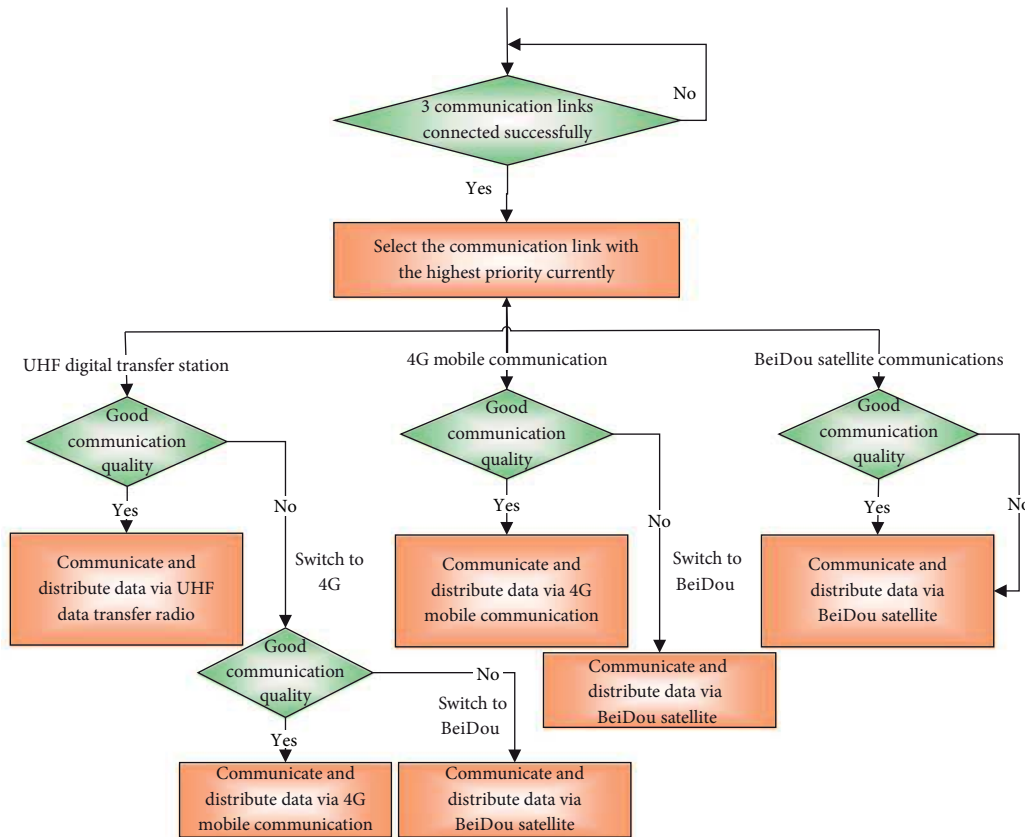 3 communication links
connected successfully
No
Yes
Select the communication link with
the highest priority currently
UHF digital transfer station
4G mobile communication
BeiDou satellite communications
Good
communication
quality
Yes
No
Communicate and
distribute data via UHF
data transfer radio
Switch to
4G
Good
communication
quality
Yes
No
Switch to
BeiDou
Communicate and
distribute data via 4G
mobile communication
Communicate and
distribute data via
BeiDou satellite
Good
communication
quality
Yes
No
Switch to
BeiDou
Communicate and
distribute data via 4G
mobile communication
Communicate and
distribute data via
BeiDou satellite
Good
communication
quality
Yes
No
Communicate and
distribute data via
BeiDou satellite